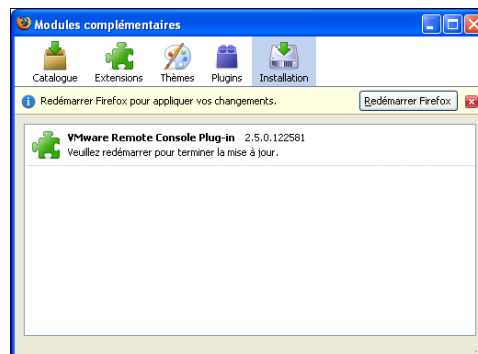 Modules complémentaires
Catalogue Extensions Thèmes Plugins Installation
Redémarrer Firefox pour appliquer vos changements. Redémarrer Firefox
VMware Remote Console Plug-in 2.5.0.122581
Veuillez redémarrer pour terminer la mise à jour.